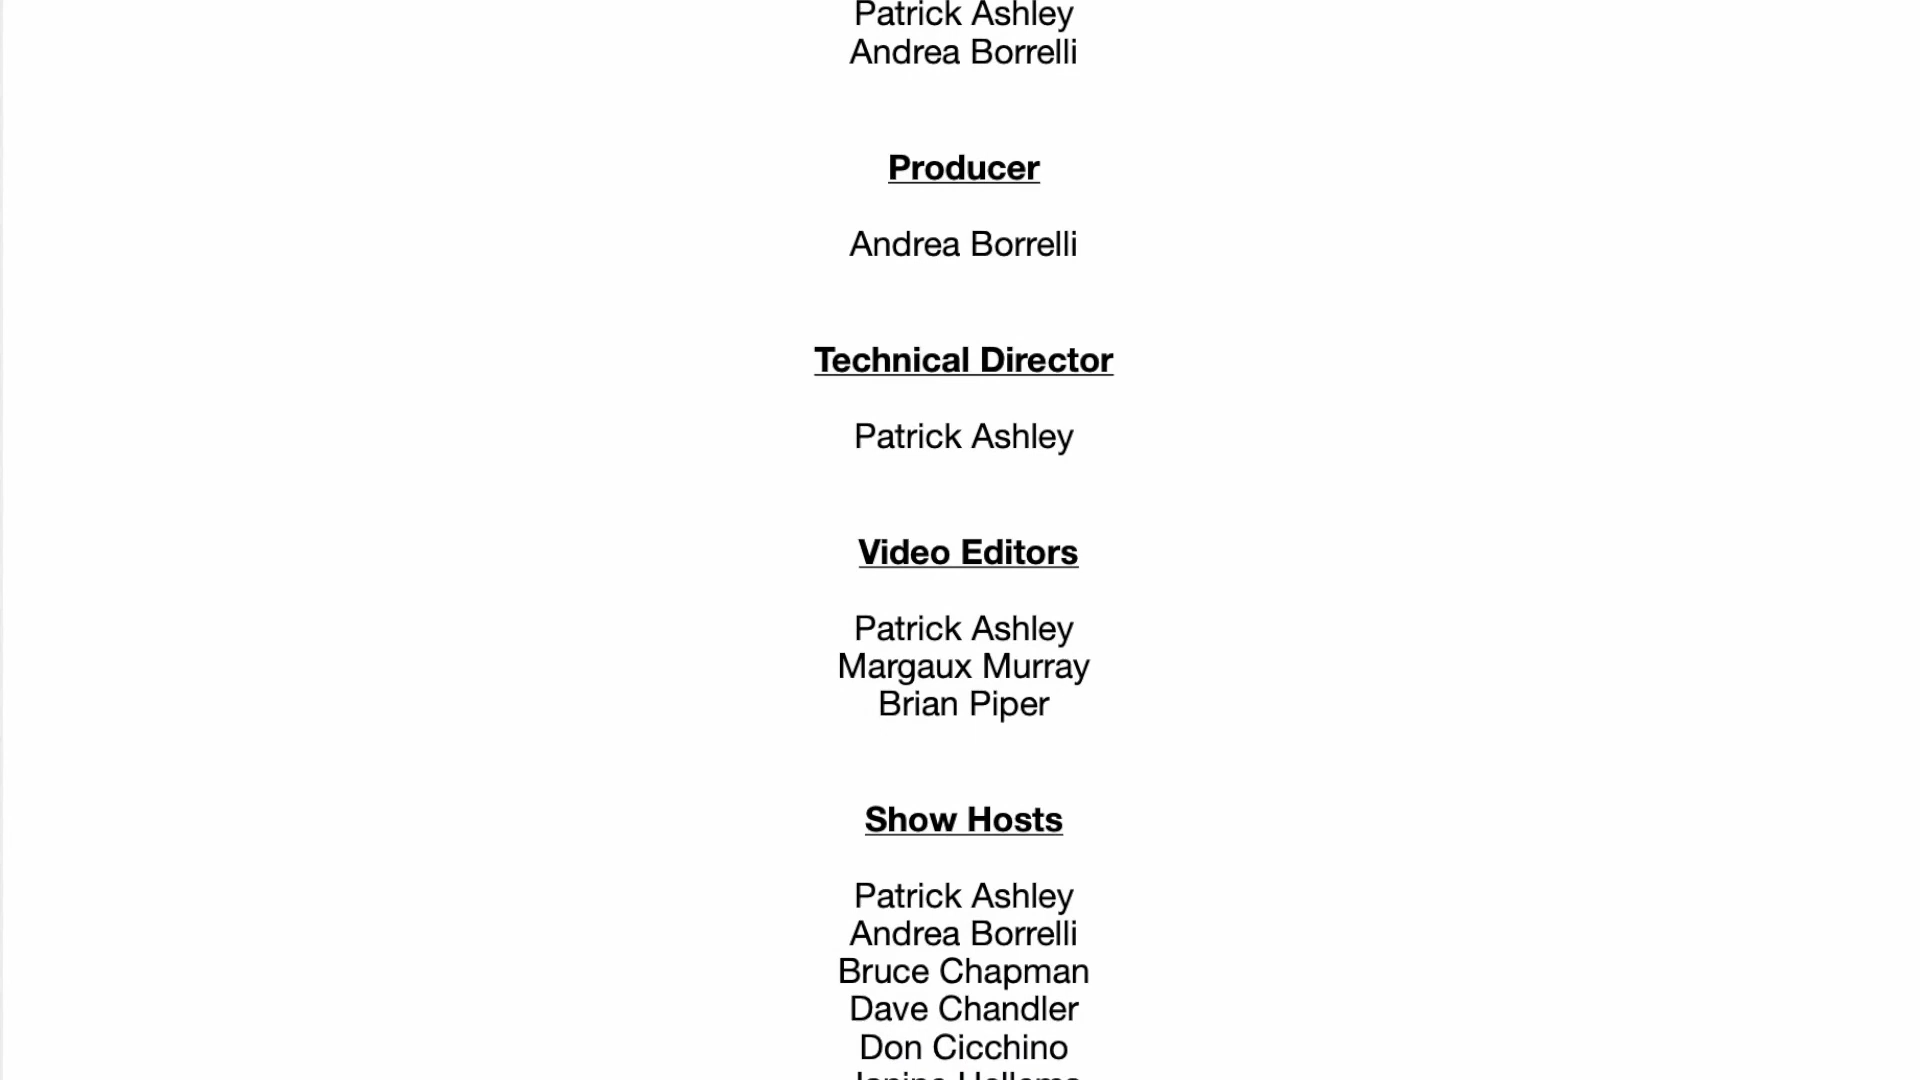 Patrick Ashley
Andrea Borrelli
Producer
Andrea Borrelli
Technical Director
Patrick Ashley
Video Editors
Patrick Ashley
Margaux Murray
Brian Piper
Show Hosts
Patrick Ashley
Andrea Borrelli
Bruce Chapman
Dave Chandler
Don Cicchino